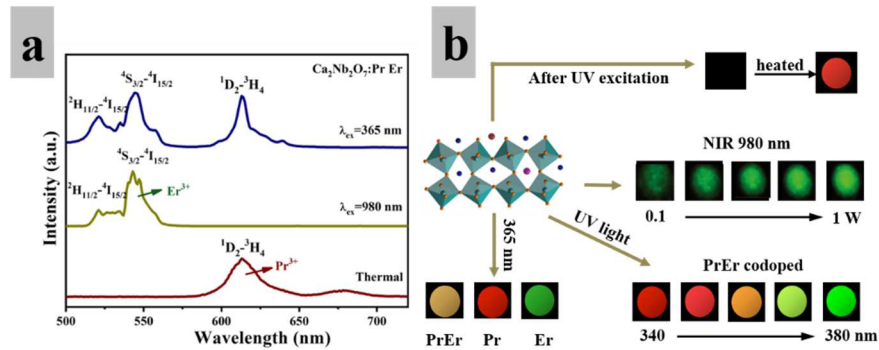 a
Ca₂Nb₂O₇:Pr Er
⁴S₃/₂-⁴I₁₅/₂
²H₁₁/₂-⁴I₁₅/₂
¹D₂-³H₄
λex=365 nm
⁴S₃/₂-⁴I₁₅/₂
²H₁₁/₂-⁴I₁₅/₂
Er³⁺
λex=980 nm
¹D₂-³H₄
Pr³⁺
Thermal
Intensity (a.u.)
500 550 600 650 700
Wavelength (nm)
b
After UV excitation
heated
NIR 980 nm
0.1 1 W
365 nm
UV light
PrEr Pr Er
PrEr codoped
340 380 nm